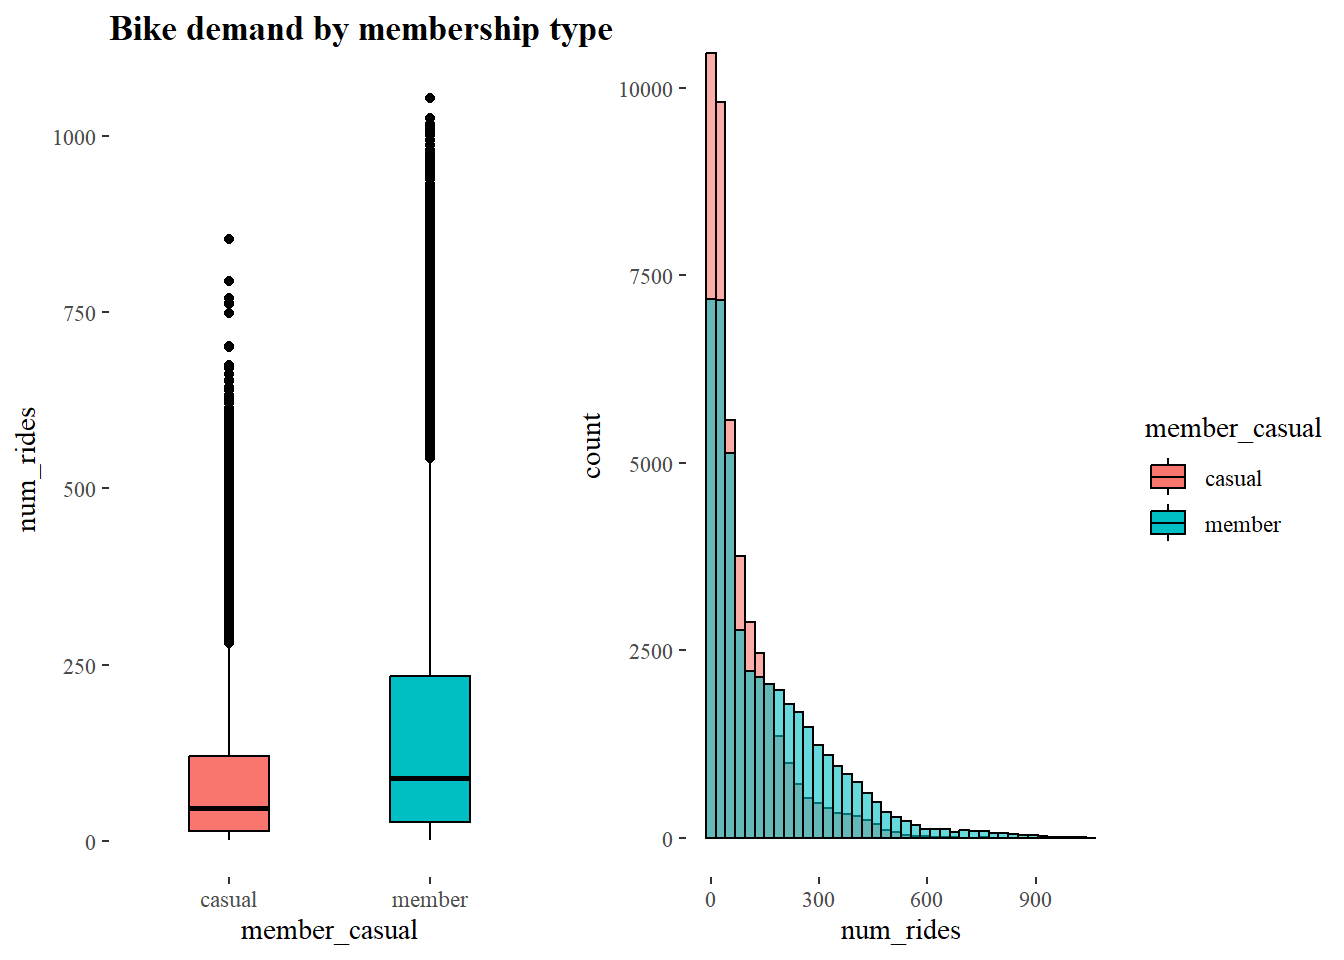 Bike demand by membership type
num_rides
1000
750
500
250
0
casual
member
member_casual
count
10000
7500
5000
2500
0
0
300
600
900
num_rides
member_casual
casual
member